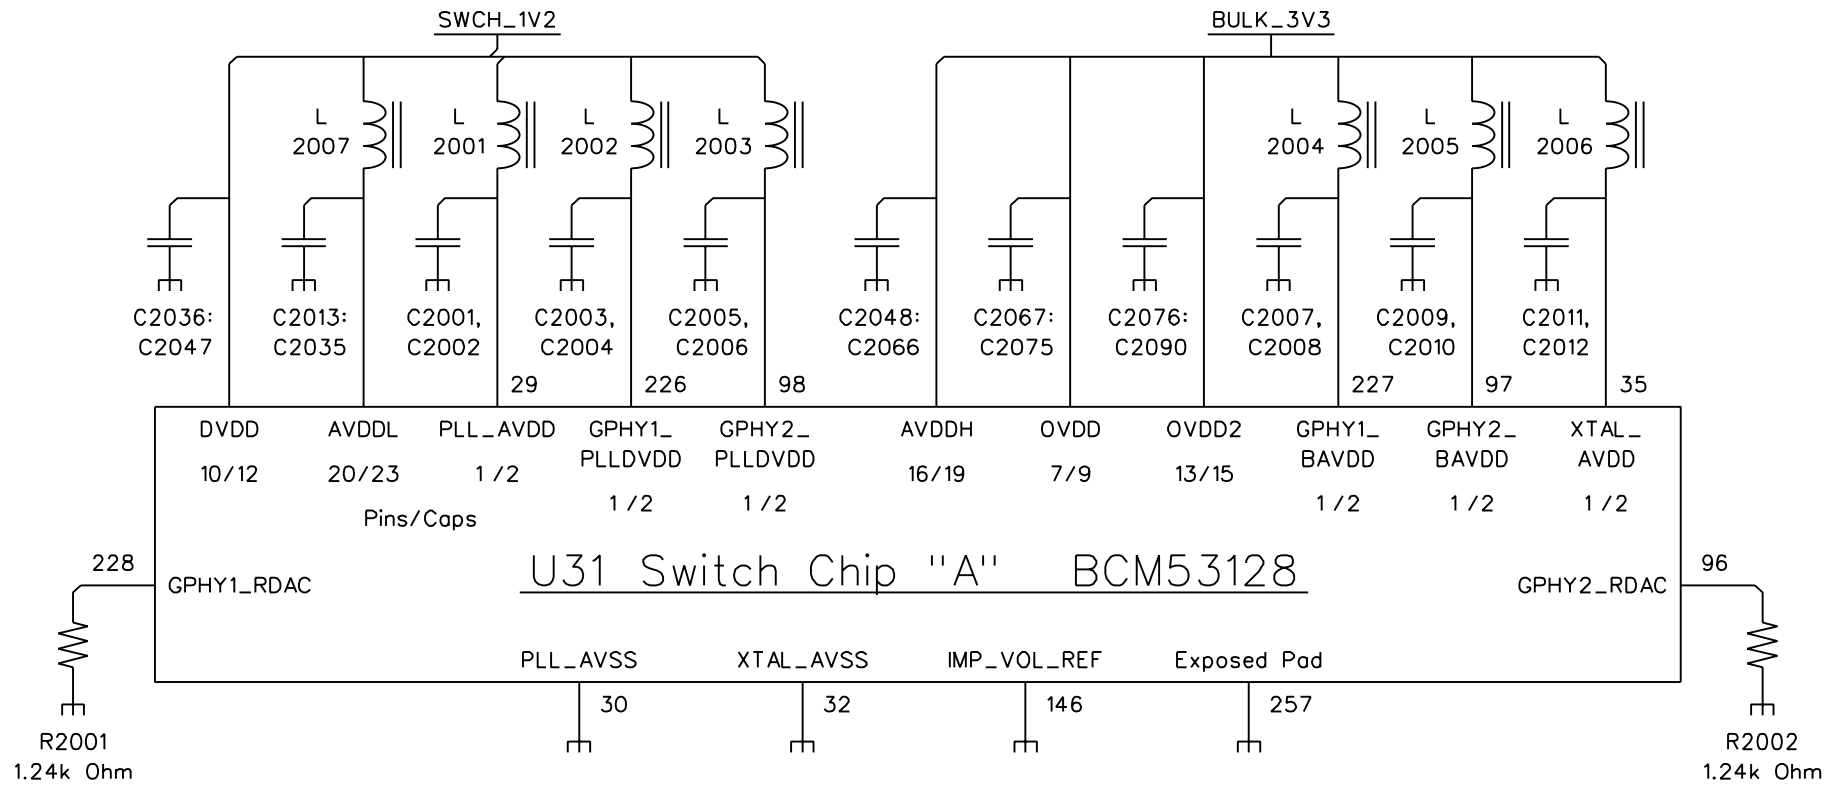 SWCH_1V2 BULK_3V3
L L L L L L L
2007 2001 2002 2003 2004 2005 2006
C2036: C2013: C2001, C2003, C2005, C2048: C2067: C2076: C2007, C2009, C2011,
C2047 C2035 C2002 C2004 C2006 C2066 C2075 C2090 C2008 C2010 C2012
29 226 98 227 97 35
DVDD AVDDL PLL_AVDD GPHY1_ GPHY2_ AVDDH OVDD OVDD2 GPHY1_ GPHY2_ XTAL_
PLLDVDD PLLDVDD BAVDD BAVDD AVDD
10/12 20/23 1/2 16/19 7/9 13/15
1/2 1/2 1/2 1/2 1/2
Pins/Caps
228 U31 Switch Chip "A" BCM53128 96
GPHY1_RDAC GPHY2_RDAC
PLL_AVSS XTAL_AVSS IMP_VOL_REF Exposed Pad
30 32 146 257
R2001 R2002
1.24k Ohm 1.24k Ohm